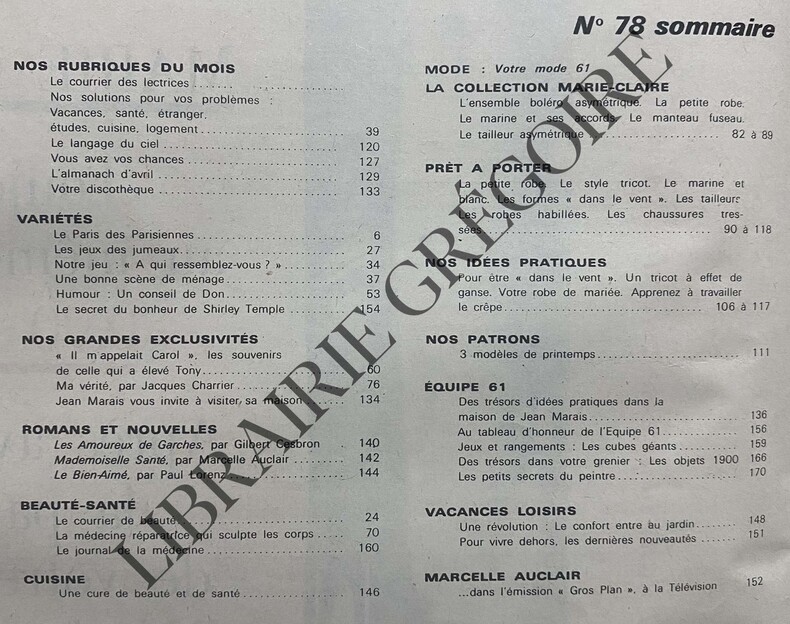 N° 78 sommaire
NOS RUBRIQUES DU MOIS
Le courrier des lectrices
Nos solutions pour vos problèmes :
Vacances, santé, étranger,
études, cuisine, logement 39
Le langage du ciel 120
Vous avez vos chances 127
L'almanach d'avril 129
Votre discothèque 133
VARIÉTÉS
Le Paris des Parisiennes 6
Les jeux des jumeaux 27
Notre jeu : « A qui ressemblez-vous ? » 34
Une bonne scène de ménage 37
Humour : Un conseil de Don 53
Le secret du bonheur de Shirley Temple 154
NOS GRANDES EXCLUSIVITÉS
« Il m'appelait Carol », les souvenirs
de celle qui a élevé Tony 60
Ma vérité, par Jacques Charrier 76
Jean Marais vous invite à visiter sa maison 134
ROMANS ET NOUVELLES
Les Amoureux de Garches, par Gilbert Cesbron 140
Mademoiselle Santé, par Marcelle Auclair 142
Le Bien-Aimé, par Paul Lorenz 144
BEAUTÉ-SANTÉ
Le courrier de beauté 24
La médecine réparatrice qui sculpte les corps 70
Le journal de la médecine 160
CUISINE
Une cure de beauté et de santé 146
MODE : Votre mode 61
LA COLLECTION MARIE-CLAIRE
L'ensemble boléro asymétrique. La petite robe.
Le marine et ses accords. Le manteau fuseau.
Le tailleur asymétrique 82 à 89
PRÊT A PORTER
La petite robe. Le style tricot. Le marine et
blanc. Les formes « dans le vent ». Les tailleurs
Les robes habillées. Les chaussures tres-
sées 90 à 118
NOS IDÉES PRATIQUES
Pour être « dans le vent ». Un tricot à effet de
ganse. Votre robe de mariée. Apprenez à travailler
le crêpe 106 à 117
NOS PATRONS
3 modèles de printemps 111
ÉQUIPE 61
Des trésors d'idées pratiques dans la
maison de Jean Marais 136
Au tableau d'honneur de l'Equipe 61 156
Jeux et rangements : Les cubes géants 159
Des trésors dans votre grenier : Les objets 1900 166
Les petits secrets du peintre 170
VACANCES LOISIRS
Une révolution : Le confort entre au jardin 148
Pour vivre dehors, les dernières nouveautés 151
MARCELLE AUCLAIR
...dans l'émission « Gros Plan », à la Télévision 152
LIBRAIRIE GRÉGOIRE